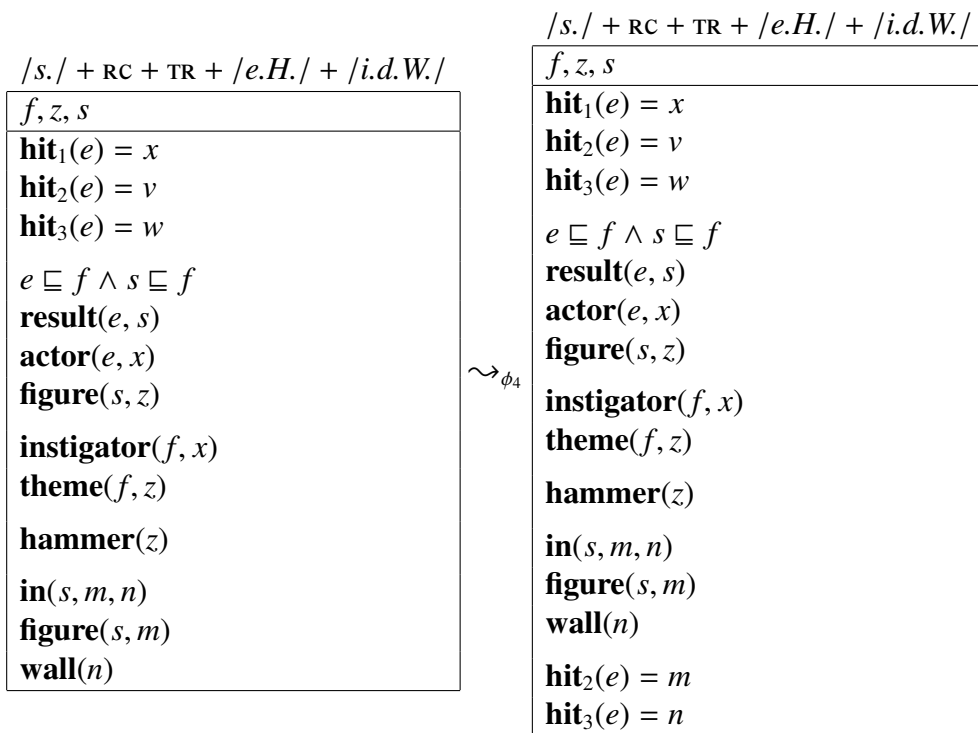 /s./ + RC + TR + /e.H./ + /i.d.W./
f, z, s
hit₁(e) = x
hit₂(e) = v
hit₃(e) = w
e ⊑ f ∧ s ⊑ f
result(e, s)
actor(e, x)
figure(s, z)
instigator(f, x)
theme(f, z)
hammer(z)
in(s, m, n)
figure(s, m)
wall(n)
⇝ϕ₄
/s./ + RC + TR + /e.H./ + /i.d.W./
f, z, s
hit₁(e) = x
hit₂(e) = v
hit₃(e) = w
e ⊑ f ∧ s ⊑ f
result(e, s)
actor(e, x)
figure(s, z)
instigator(f, x)
theme(f, z)
hammer(z)
in(s, m, n)
figure(s, m)
wall(n)
hit₂(e) = m
hit₃(e) = n